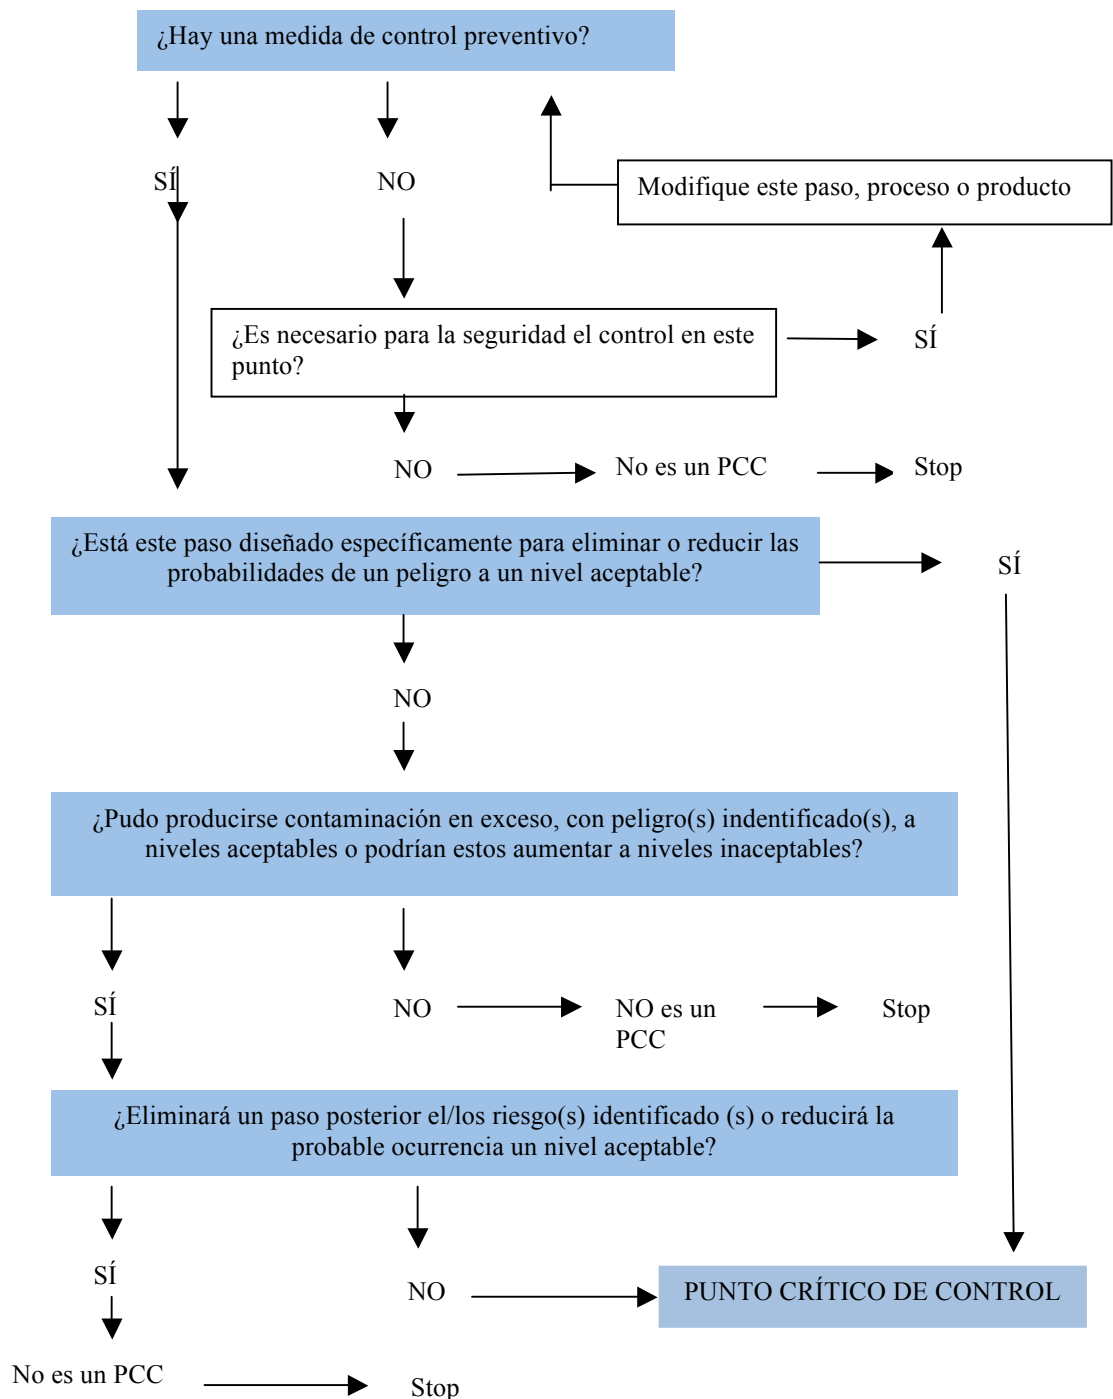 ¿Hay una medida de control preventivo?
SÍ
NO
Modifique este paso, proceso o producto
¿Es necesario para la seguridad el control en este
punto?
SÍ
NO
No es un PCC
Stop
¿Está este paso diseñado específicamente para eliminar o reducir las
probabilidades de un peligro a un nivel aceptable?
SÍ
NO
¿Pudo producirse contaminación en exceso, con peligro(s) indentificado(s), a
niveles aceptables o podrían estos aumentar a niveles inaceptables?
SÍ
NO
NO es un
PCC
Stop
¿Eliminará un paso posterior el/los riesgo(s) identificado (s) o reducirá la
probable ocurrencia un nivel aceptable?
SÍ
NO
PUNTO CRÍTICO DE CONTROL
No es un PCC
Stop